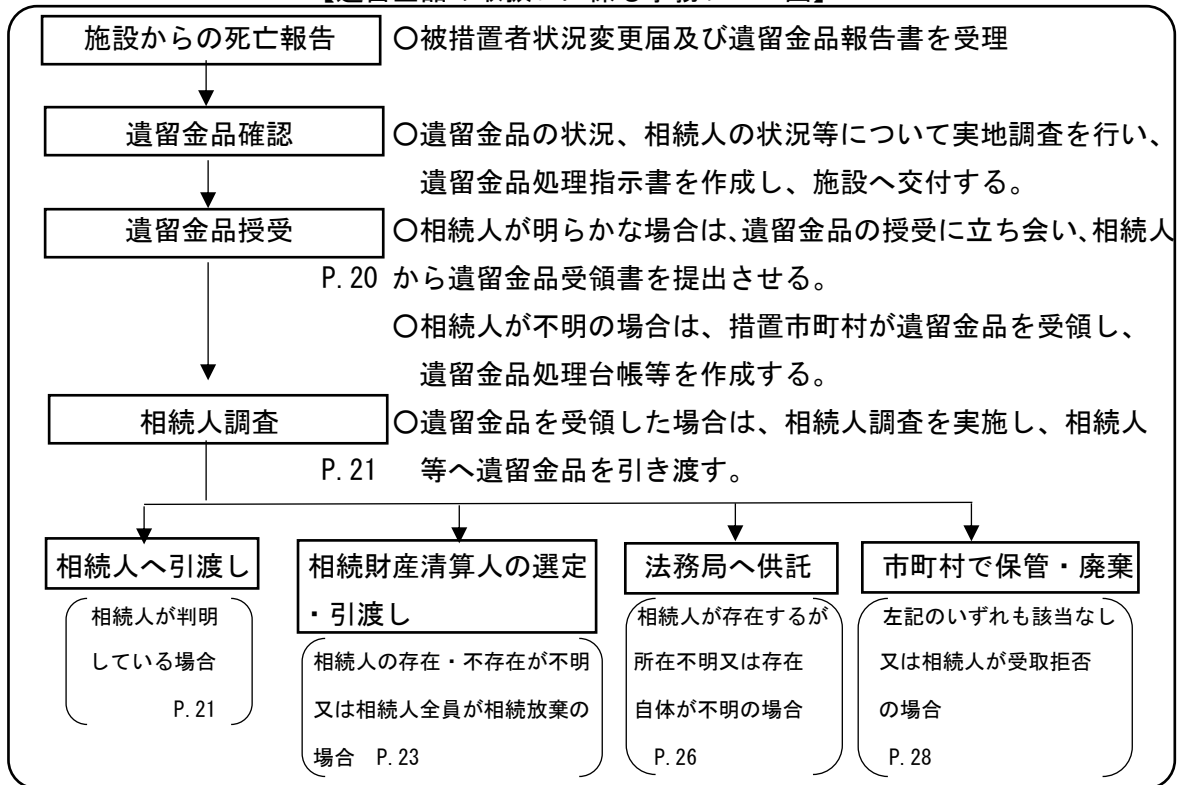 施設からの死亡報告 ○被措置者状況変更届及び遺留金品報告書を受理
遺留金品確認 ○遺留金品の状況、相続人の状況等について実地調査を行い、
遺留金品処理指示書を作成し、施設へ交付する。
遺留金品授受 ○相続人が明らかな場合は、遺留金品の授受に立ち会い、相続人
P.20 から遺留金品受領書を提出させる。
○相続人が不明の場合は、措置市町村が遺留金品を受領し、
遺留金品処理台帳等を作成する。
相続人調査 ○遺留金品を受領した場合は、相続人調査を実施し、相続人
P.21 等へ遺留金品を引き渡す。
相続人へ引渡し
相続人が判明
している場合
P.21
相続財産清算人の選定
・引渡し
相続人の存在・不存在が不明
又は相続人全員が相続放棄の
場合 P.23
法務局へ供託
相続人が存在するが
所在不明又は存在
自体が不明の場合
P.26
市町村で保管・廃棄
左記のいずれも該当なし
又は相続人が受取拒否
の場合
P.28